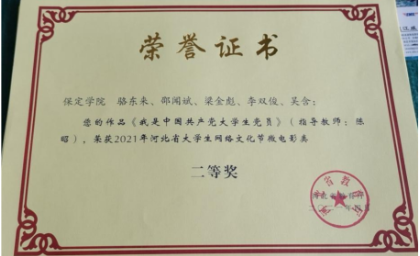 荣誉证书
保定学院 骆东来、邵闻斌、梁金彪、李双俊、吴含：
您的作品《我是中国共产党大学生党员》（指导教师：陈
昭），荣获2021年河北省大学生网络文化节微电影类
二等奖